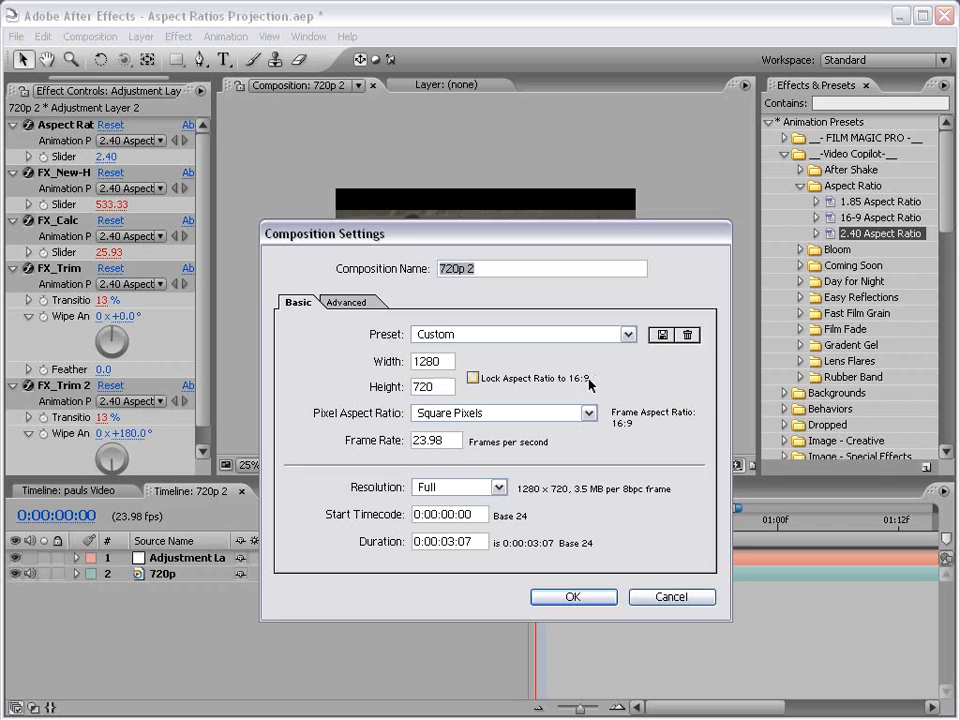 Adobe After Effects - Aspect Ratios Projection.aep *
File Edit Composition Layer Effect Animation View Window Help
Workspace: Standard
Effect Controls: Adjustment Lay
720p 2 * Adjustment Layer 2
Aspect Rat Reset Ab
Animation P 2.40 Aspect
Slider 2.40
FX_New-H Reset Ab
Animation P 2.40 Aspect
Slider 533.33
FX_Calc Reset Ab
Animation P 2.40 Aspect
Slider 25.93
FX_Trim Reset Ab
Animation P 2.40 Aspect
Transitio 13 %
Wipe An 0 x+0.0°
Feather 0.0
FX_Trim 2 Reset Ab
Animation P 2.40 Aspect
Transitio 13 %
Wipe An 0 x+180.0°
Composition: 720p 2
Layer: (none)
25%
Effects & Presets
Contains:
* Animation Presets
__- FILM MAGIC PRO -__
__-Video Copilot-__
After Shake
Aspect Ratio
1.85 Aspect Ratio
16-9 Aspect Ratio
2.40 Aspect Ratio
Bloom
Coming Soon
Day for Night
Easy Reflections
Fast Film Grain
Film Fade
Gradent Gel
Lens Flares
Rubber Band
Backgrounds
Behaviors
Dropped
Image - Creative
Image - Special Effects
Composition Settings
Composition Name: 720p 2
Basic Advanced
Preset: Custom
Width: 1280
Lock Aspect Ratio to 16:9
Height: 720
Pixel Aspect Ratio: Square Pixels
Frame Aspect Ratio:
16:9
Frame Rate: 23.98 Frames per second
Resolution: Full 1280 x 720, 3.5 MB per 8bpc frame
Start Timecode: 0:00:00:00 Base 24
Duration: 0:00:03:07 is 0:00:03:07 Base 24
OK Cancel
Timeline: pauls Video Timeline: 720p 2
0:00:00:00 (23.98 fps)
01:00f 01:12f
# Source Name
1 Adjustment La
2 720p